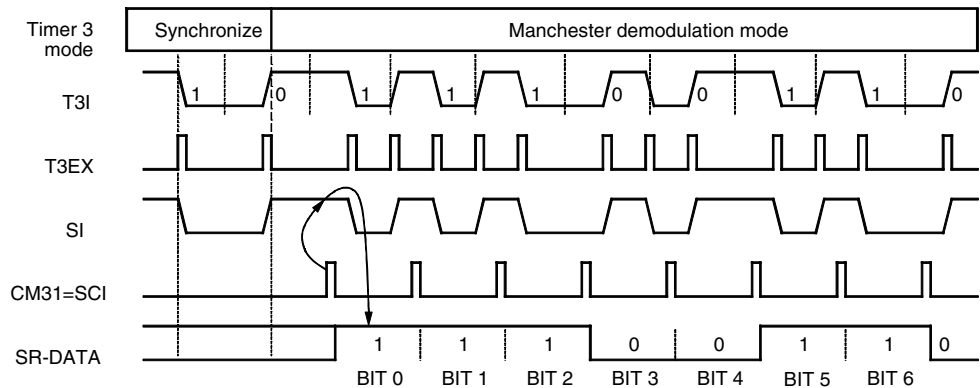 Timer 3
mode
Synchronize
Manchester demodulation mode
T3I
1 0 1 1 1 0 0 1 1 0
T3EX
SI
CM31=SCI
SR-DATA
1 1 1 0 0 1 1 0
BIT 0 BIT 1 BIT 2 BIT 3 BIT 4 BIT 5 BIT 6